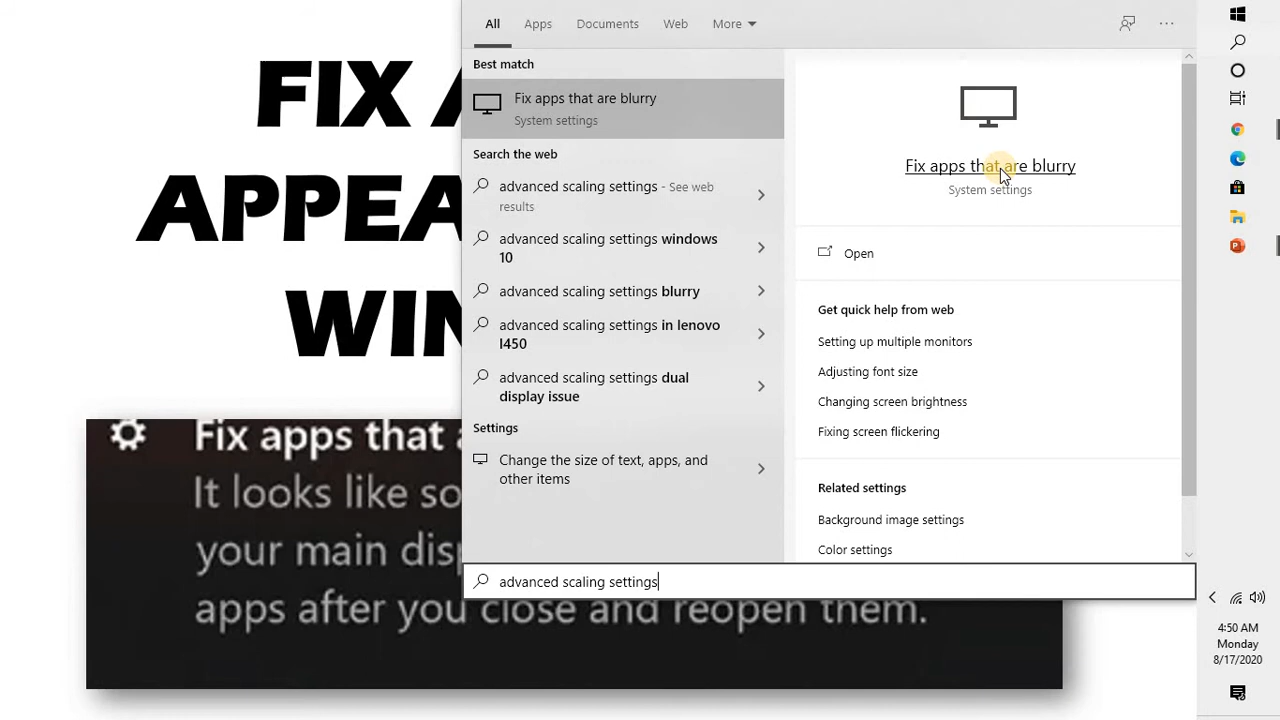 FIX A
APPEA
WIN
All Apps Documents Web More
Best match
Fix apps that are blurry
System settings
Search the web
advanced scaling settings - See web
results
advanced scaling settings windows
10
advanced scaling settings blurry
advanced scaling settings in lenovo
l450
advanced scaling settings dual
display issue
Settings
Change the size of text, apps, and
other items
Fix apps that are blurry
System settings
Open
Get quick help from web
Setting up multiple monitors
Adjusting font size
Changing screen brightness
Fixing screen flickering
Related settings
Background image settings
Color settings
advanced scaling settings
Fix apps that a
It looks like so
your main disp
apps after you close and reopen them.
4:50 AM
Monday
8/17/2020